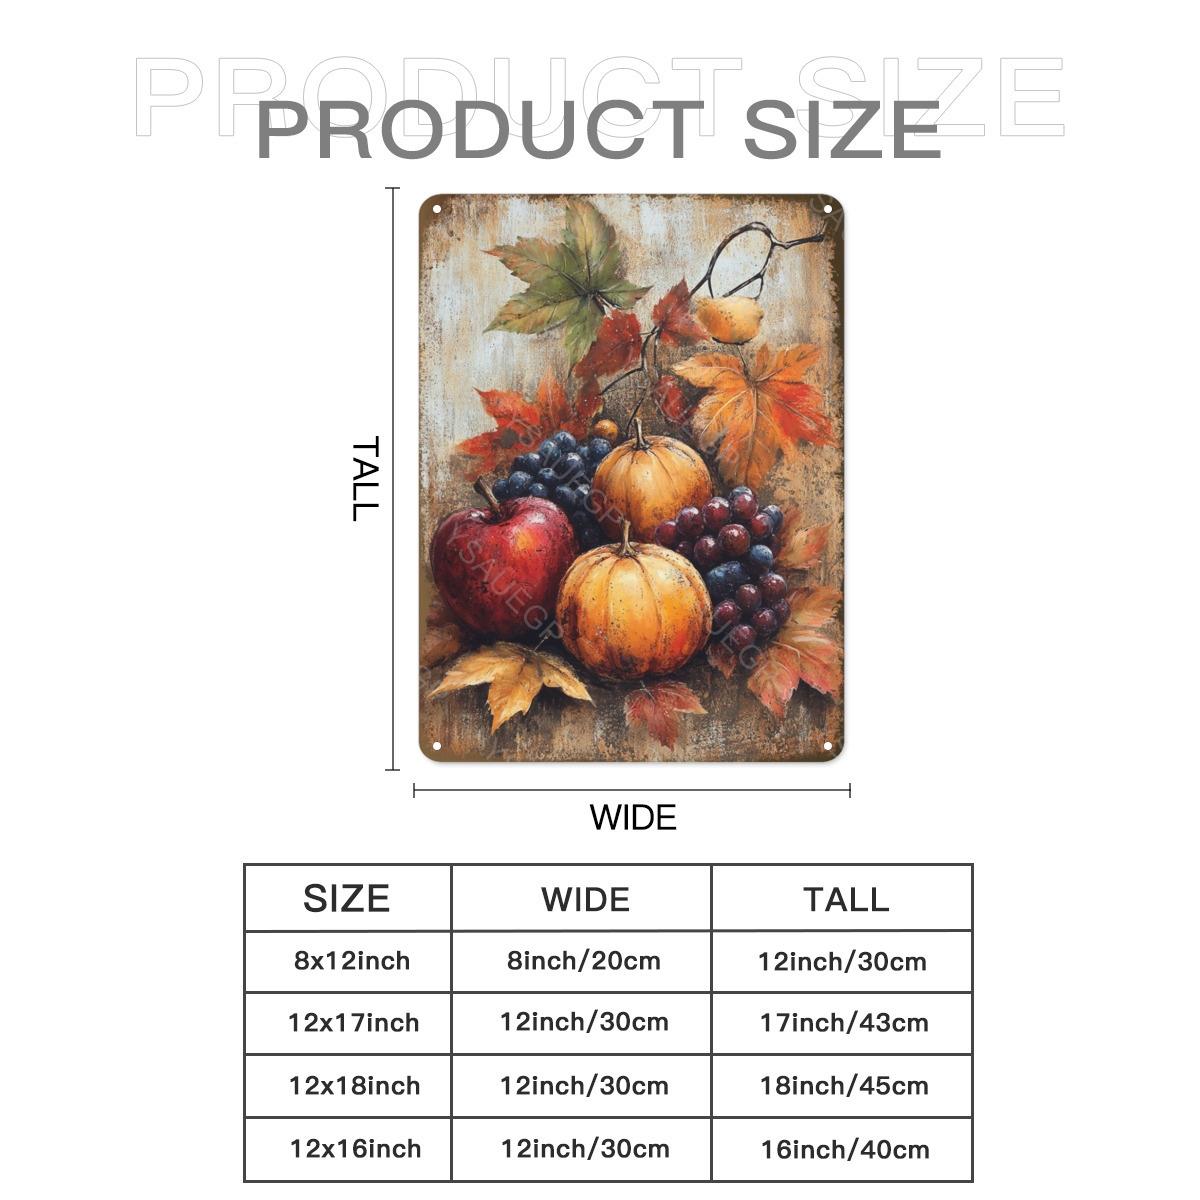 PRODUCT SIZE
PRODUCT SIZE
TALL
WIDE
SIZE WIDE TALL
8x12inch 8inch/20cm 12inch/30cm
12x17inch 12inch/30cm 17inch/43cm
12x18inch 12inch/30cm 18inch/45cm
12x16inch 12inch/30cm 16inch/40cm